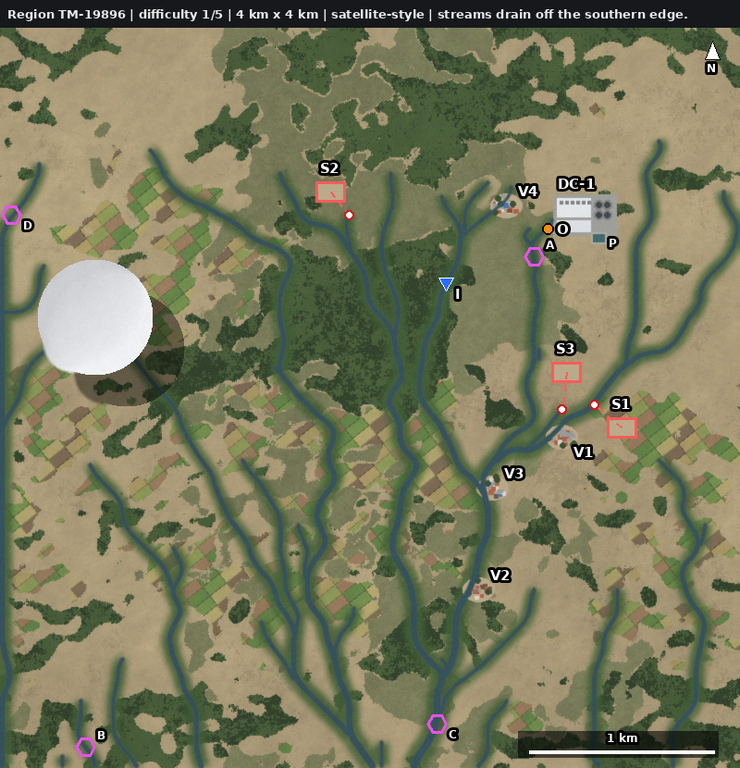 Region TM-19896 | difficulty 1/5 | 4 km x 4 km | satellite-style | streams drain off the southern edge.
N
S2
V4
DC-1
D
O
A
P
I
S3
S1
V1
V3
V2
C
B
1 km